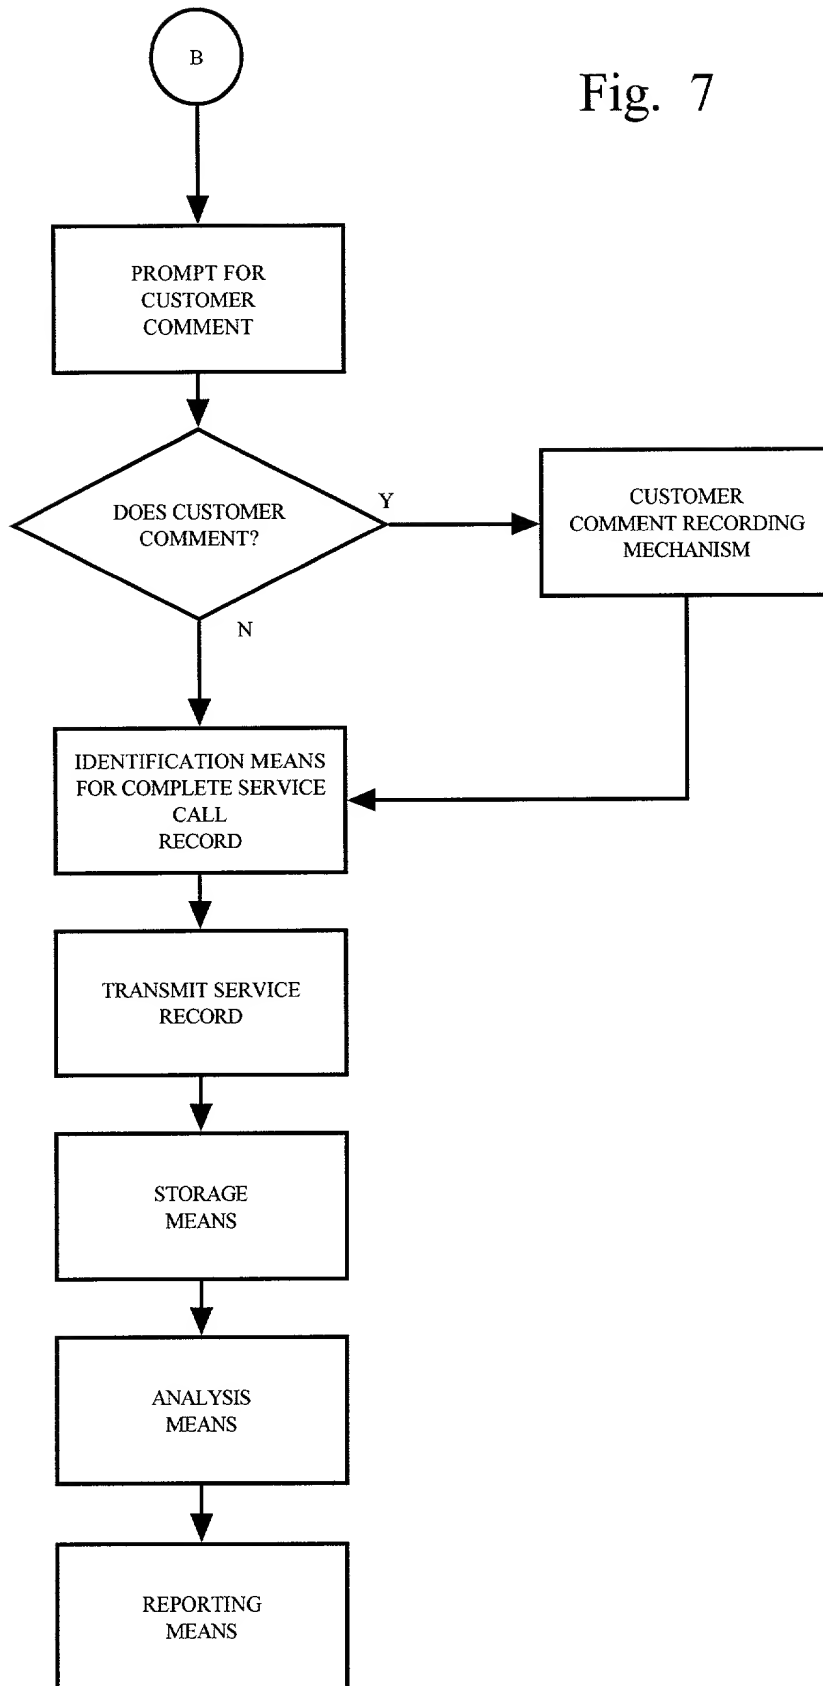 B
Fig. 7
PROMPT FOR
CUSTOMER
COMMENT
DOES CUSTOMER
COMMENT?
Y
CUSTOMER
COMMENT RECORDING
MECHANISM
N
IDENTIFICATION MEANS
FOR COMPLETE SERVICE
CALL
RECORD
TRANSMIT SERVICE
RECORD
STORAGE
MEANS
ANALYSIS
MEANS
REPORTING
MEANS